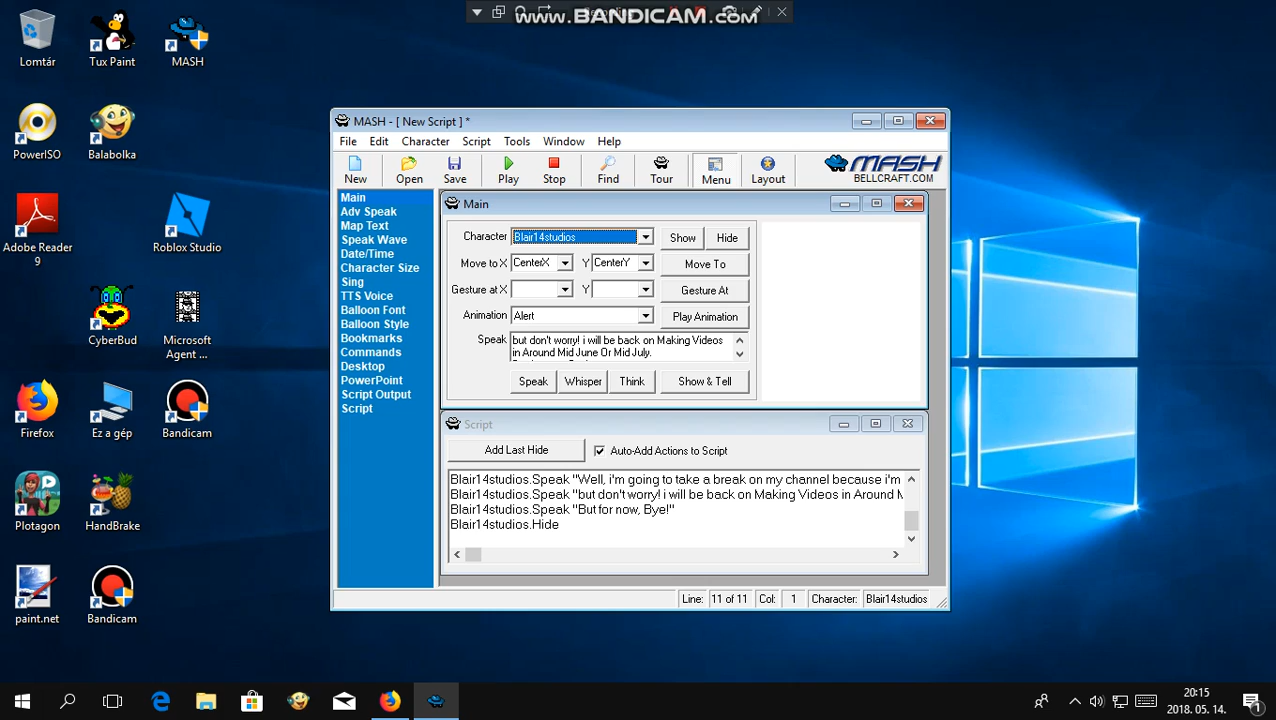 www.BANDICAM.com
Lomtár
Tux Paint
MASH
PowerISO
Balabolka
Adobe Reader
9
Roblox Studio
CyberBud
Microsoft
Agent ...
Firefox
Ez a gép
Bandicam
Plotagon
HandBrake
paint.net
Bandicam
MASH - [ New Script ] *
File Edit Character Script Tools Window Help
New Open Save Play Stop Find Tour Menu Layout
MASH
BELLCRAFT.COM
Main
Adv Speak
Map Text
Speak Wave
Date/Time
Character Size
Sing
TTS Voice
Balloon Font
Balloon Style
Bookmarks
Commands
Desktop
PowerPoint
Script Output
Script
Main
Character Blair14studios Show Hide
Move to X CenterX Y CenterY Move To
Gesture at X Y Gesture At
Animation Alert Play Animation
Speak but don't worry! i will be back on Making Videos
in Around Mid June Or Mid July.
Speak Whisper Think Show & Tell
Script
Add Last Hide Auto-Add Actions to Script
Blair14studios.Speak "Well, i'm going to take a break on my channel because i'm
Blair14studios.Speak "but don't worry! i will be back on Making Videos in Around M
Blair14studios.Speak "But for now, Bye!"
Blair14studios.Hide
Line: 11 of 11 Col: 1 Character: Blair14studios
20:15
2018. 05. 14.
1